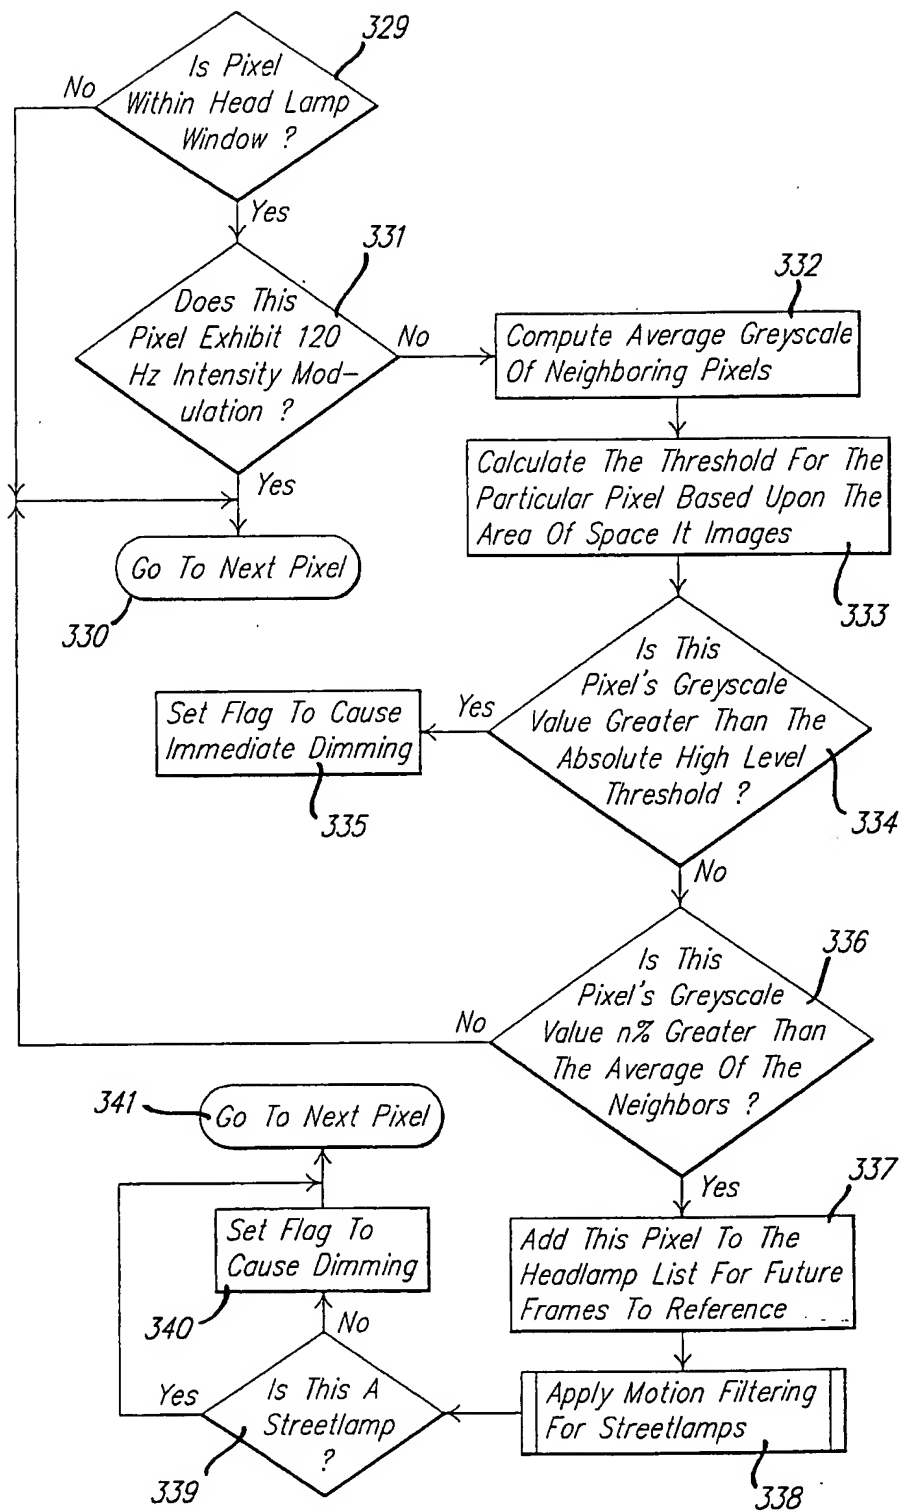 329
Is Pixel
Within Head Lamp
Window ?
No
Yes
331
Does This
Pixel Exhibit 120
Hz Intensity Mod-
ulation ?
No
Yes
332
Compute Average Greyscale
Of Neighboring Pixels
Calculate The Threshold For The
Particular Pixel Based Upon The
Area Of Space It Images
333
Go To Next Pixel
330
Is This
Pixel's Greyscale
Value Greater Than The
Absolute High Level
Threshold ?
334
Yes
Set Flag To Cause
Immediate Dimming
335
No
336
Is This
Pixel's Greyscale
Value n% Greater Than
The Average Of The
Neighbors ?
No
Yes
341
Go To Next Pixel
337
Add This Pixel To The
Headlamp List For Future
Frames To Reference
Set Flag To
Cause Dimming
340
No
Apply Motion Filtering
For Streetlamps
338
Is This A
Streetlamp
?
Yes
339